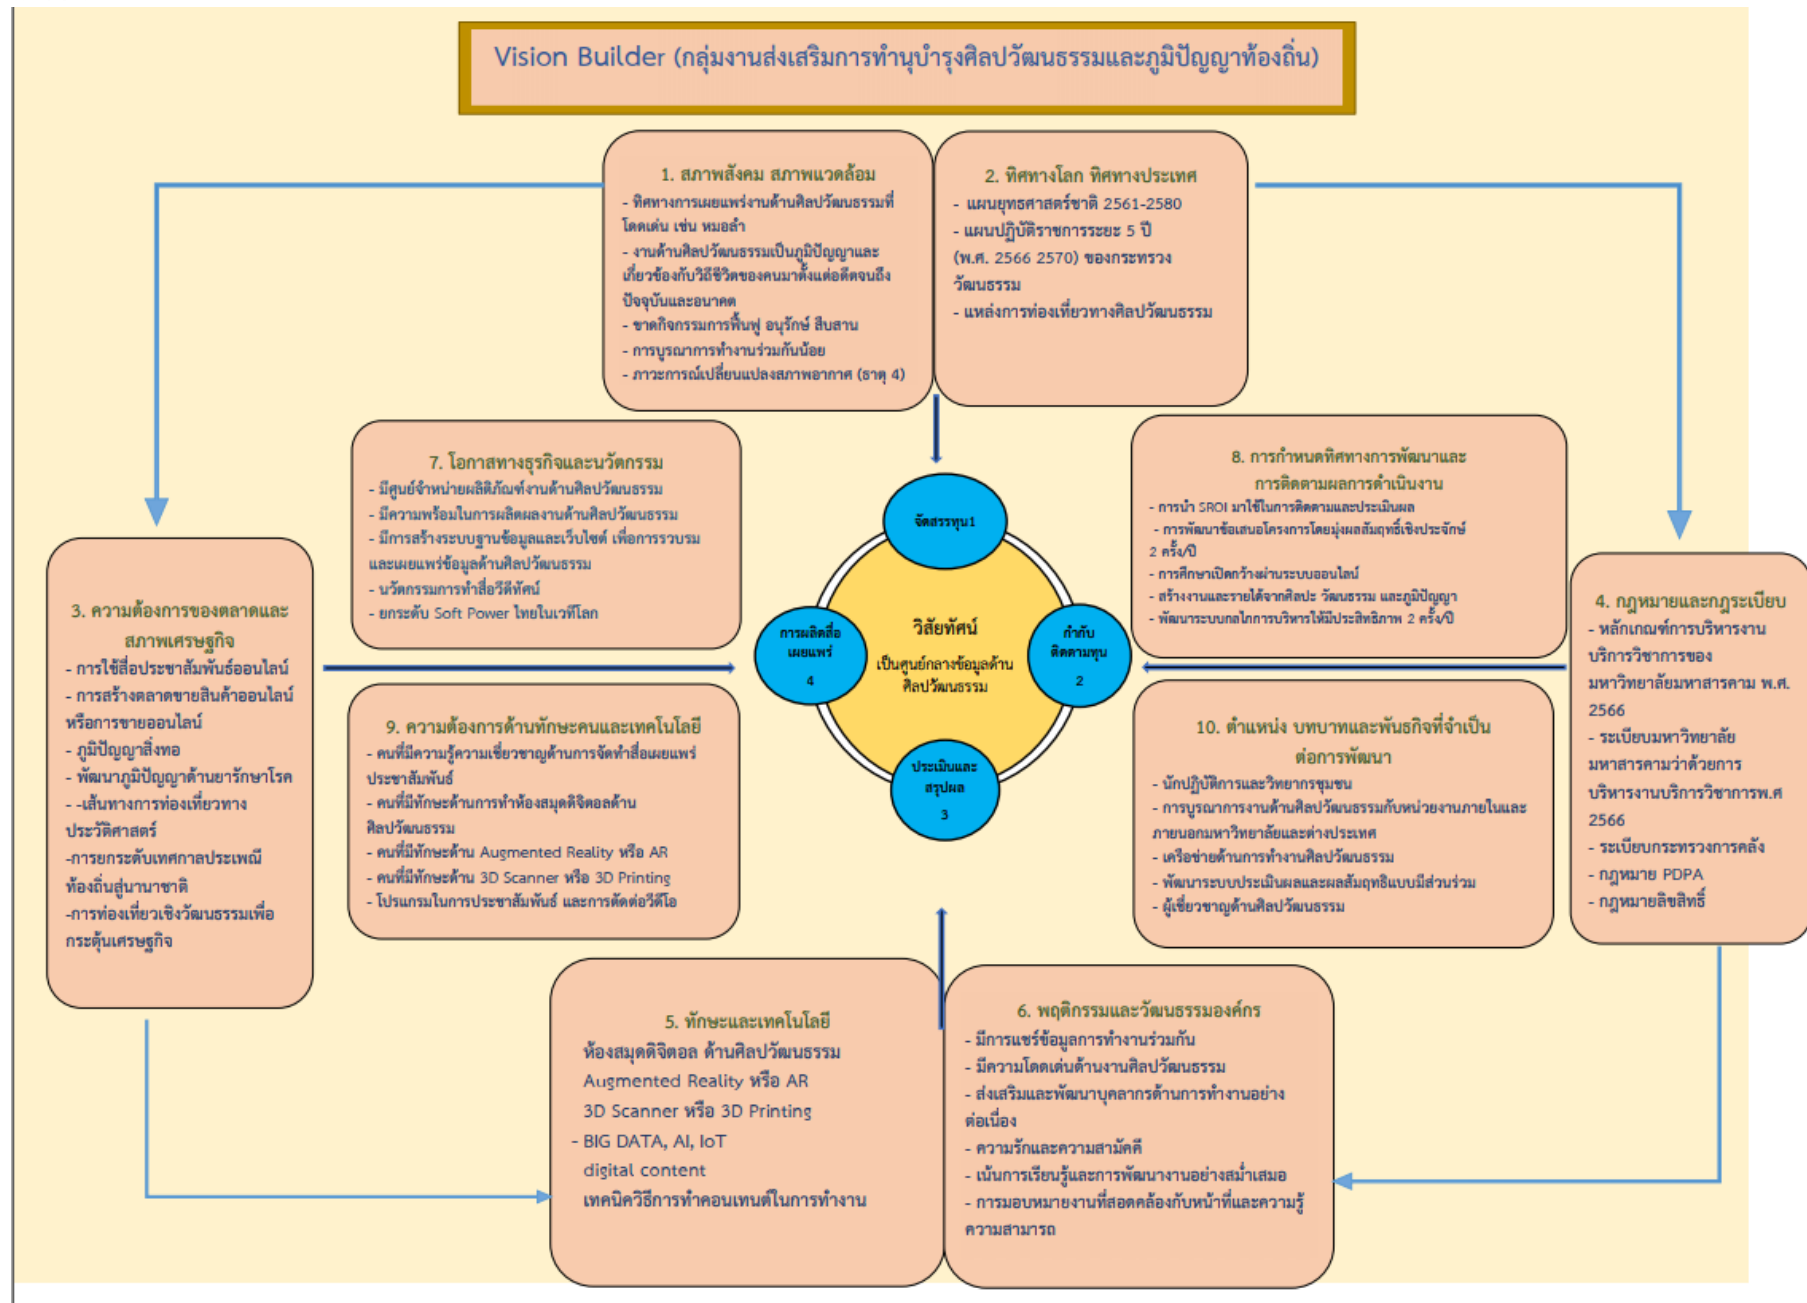 Vision Builder (กลุ่มงานส่งเสริมการทำนุบำรุงศิลปวัฒนธรรมและภูมิปัญญาท้องถิ่น)
1. สภาพสังคม สภาพแวดล้อม
- ทิศทางการเผยแพร่งานด้านศิลปวัฒนธรรมที่
โดดเด่น เช่น หมอลำ
- งานด้านศิลปวัฒนธรรมเป็นภูมิปัญญาและ
เกี่ยวข้องกับวิถีชีวิตของคนมาตั้งแต่อดีตจนถึง
ปัจจุบันและอนาคต
- ขาดกิจกรรมการฟื้นฟู อนุรักษ์ สืบสาน
- การบูรณาการทำงานร่วมกันน้อย
- ภาวะการณ์เปลี่ยนแปลงสภาพอากาศ (ธาตุ 4)
2. ทิศทางโลก ทิศทางประเทศ
- แผนยุทธศาสตร์ชาติ 2561-2580
- แผนปฏิบัติราชการระยะ 5 ปี
(พ.ศ. 2566 2570) ของกระทรวง
วัฒนธรรม
- แหล่งการท่องเที่ยวทางศิลปวัฒนธรรม
3. ความต้องการของตลาดและ
สภาพเศรษฐกิจ
- การใช้สื่อประชาสัมพันธ์ออนไลน์
- การสร้างตลาดขายสินค้าออนไลน์
หรือการขายออนไลน์
- ภูมิปัญญาสิ่งทอ
- พัฒนาภูมิปัญญาด้านยารักษาโรค
- -เส้นทางการท่องเที่ยวทาง
ประวัติศาสตร์
-การยกระดับเทศกาลประเพณี
ท้องถิ่นสู่นานาชาติ
-การท่องเที่ยวเชิงวัฒนธรรมเพื่อ
กระตุ้นเศรษฐกิจ
7. โอกาสทางธุรกิจและนวัตกรรม
- มีศูนย์จำหน่ายผลิติภัณฑ์งานด้านศิลปวัฒนธรรม
- มีความพร้อมในการผลิตผลงานด้านศิลปวัฒนธรรม
- มีการสร้างระบบฐานข้อมูลและเว็บไซต์ เพื่อการรวบรม
และเผยแพร่ข้อมูลด้านศิลปวัฒนธรรม
- นวัตกรรมการทำสื่อวีดีทัศน์
- ยกระดับ Soft Power ไทยในเวทีโลก
9. ความต้องการด้านทักษะคนและเทคโนโลยี
- คนที่มีความรู้ความเชี่ยวชาญด้านการจัดทำสื่อเผยแพร่
ประชาสัมพันธ์
- คนที่มีทักษะด้านการทำห้องสมุดดิจิตอลด้าน
ศิลปวัฒนธรรม
- คนที่มีทักษะด้าน Augmented Reality หรือ AR
- คนที่มีทักษะด้าน 3D Scanner หรือ 3D Printing
- โปรแกรมในการประชาสัมพันธ์ และการตัดต่อวีดีโอ
จัดสรรทุน1
การผลิตสื่อ
เผยแพร่
4
วิสัยทัศน์
เป็นศูนย์กลางข้อมูลด้าน
ศิลปวัฒนธรรม
กำกับ
ติดตามทุน
2
ประเมินและ
สรุปผล
3
8. การกำหนดทิศทางการพัฒนาและ
การติดตามผลการดำเนินงาน
- การนำ SROI มาใช้ในการติดตามและประเมินผล
- การพัฒนาข้อเสนอโครงการโดยมุ่งผลสัมฤทธิ์เชิงประจักษ์
2 ครั้ง/ปี
- การศึกษาเปิดกว้างผ่านระบบออนไลน์
- สร้างงานและรายได้จากศิลปะ วัฒนธรรม และภูมิปัญญา
- พัฒนาระบบกลไกการบริหารให้มีประสิทธิภาพ 2 ครั้ง/ปี
10. ตำแหน่ง บทบาทและพันธกิจที่จำเป็น
ต่อการพัฒนา
- นักปฏิบัติการและวิทยากรชุมชน
- การบูรณาการงานด้านศิลปวัฒนธรรมกับหน่วยงานภายในและ
ภายนอกมหาวิทยาลัยและต่างประเทศ
- เครือข่ายด้านการทำงานศิลปวัฒนธรรม
- พัฒนาระบบประเมินผลและผลสัมฤทธิแบบมีส่วนร่วม
- ผู้เชี่ยวชาญด้านศิลปวัฒนธรรม
4. กฎหมายและกฎระเบียบ
- หลักเกณฑ์การบริหารงาน
บริการวิชาการของ
มหาวิทยาลัยมหาสารคาม พ.ศ.
2566
- ระเบียบมหาวิทยาลัย
มหาสารคามว่าด้วยการ
บริหารงานบริการวิชาการพ.ศ
2566
- ระเบียบกระทรวงการคลัง
- กฎหมาย PDPA
- กฎหมายลิขสิทธิ์
5. ทักษะและเทคโนโลยี
ห้องสมุดดิจิตอล ด้านศิลปวัฒนธรรม
Augmented Reality หรือ AR
3D Scanner หรือ 3D Printing
- BIG DATA, AI, IoT
digital content
เทคนิควิธีการทำคอนเทนต์ในการทำงาน
6. พฤติกรรมและวัฒนธรรมองค์กร
- มีการแชร์ข้อมูลการทำงานร่วมกัน
- มีความโดดเด่นด้านงานศิลปวัฒนธรรม
- ส่งเสริมและพัฒนาบุคลากรด้านการทำงานอย่าง
ต่อเนื่อง
- ความรักและความสามัคคี
- เน้นการเรียนรู้และการพัฒนางานอย่างสม่ำเสมอ
- การมอบหมายงานที่สอดคล้องกับหน้าที่และความรู้
ความสามารถ